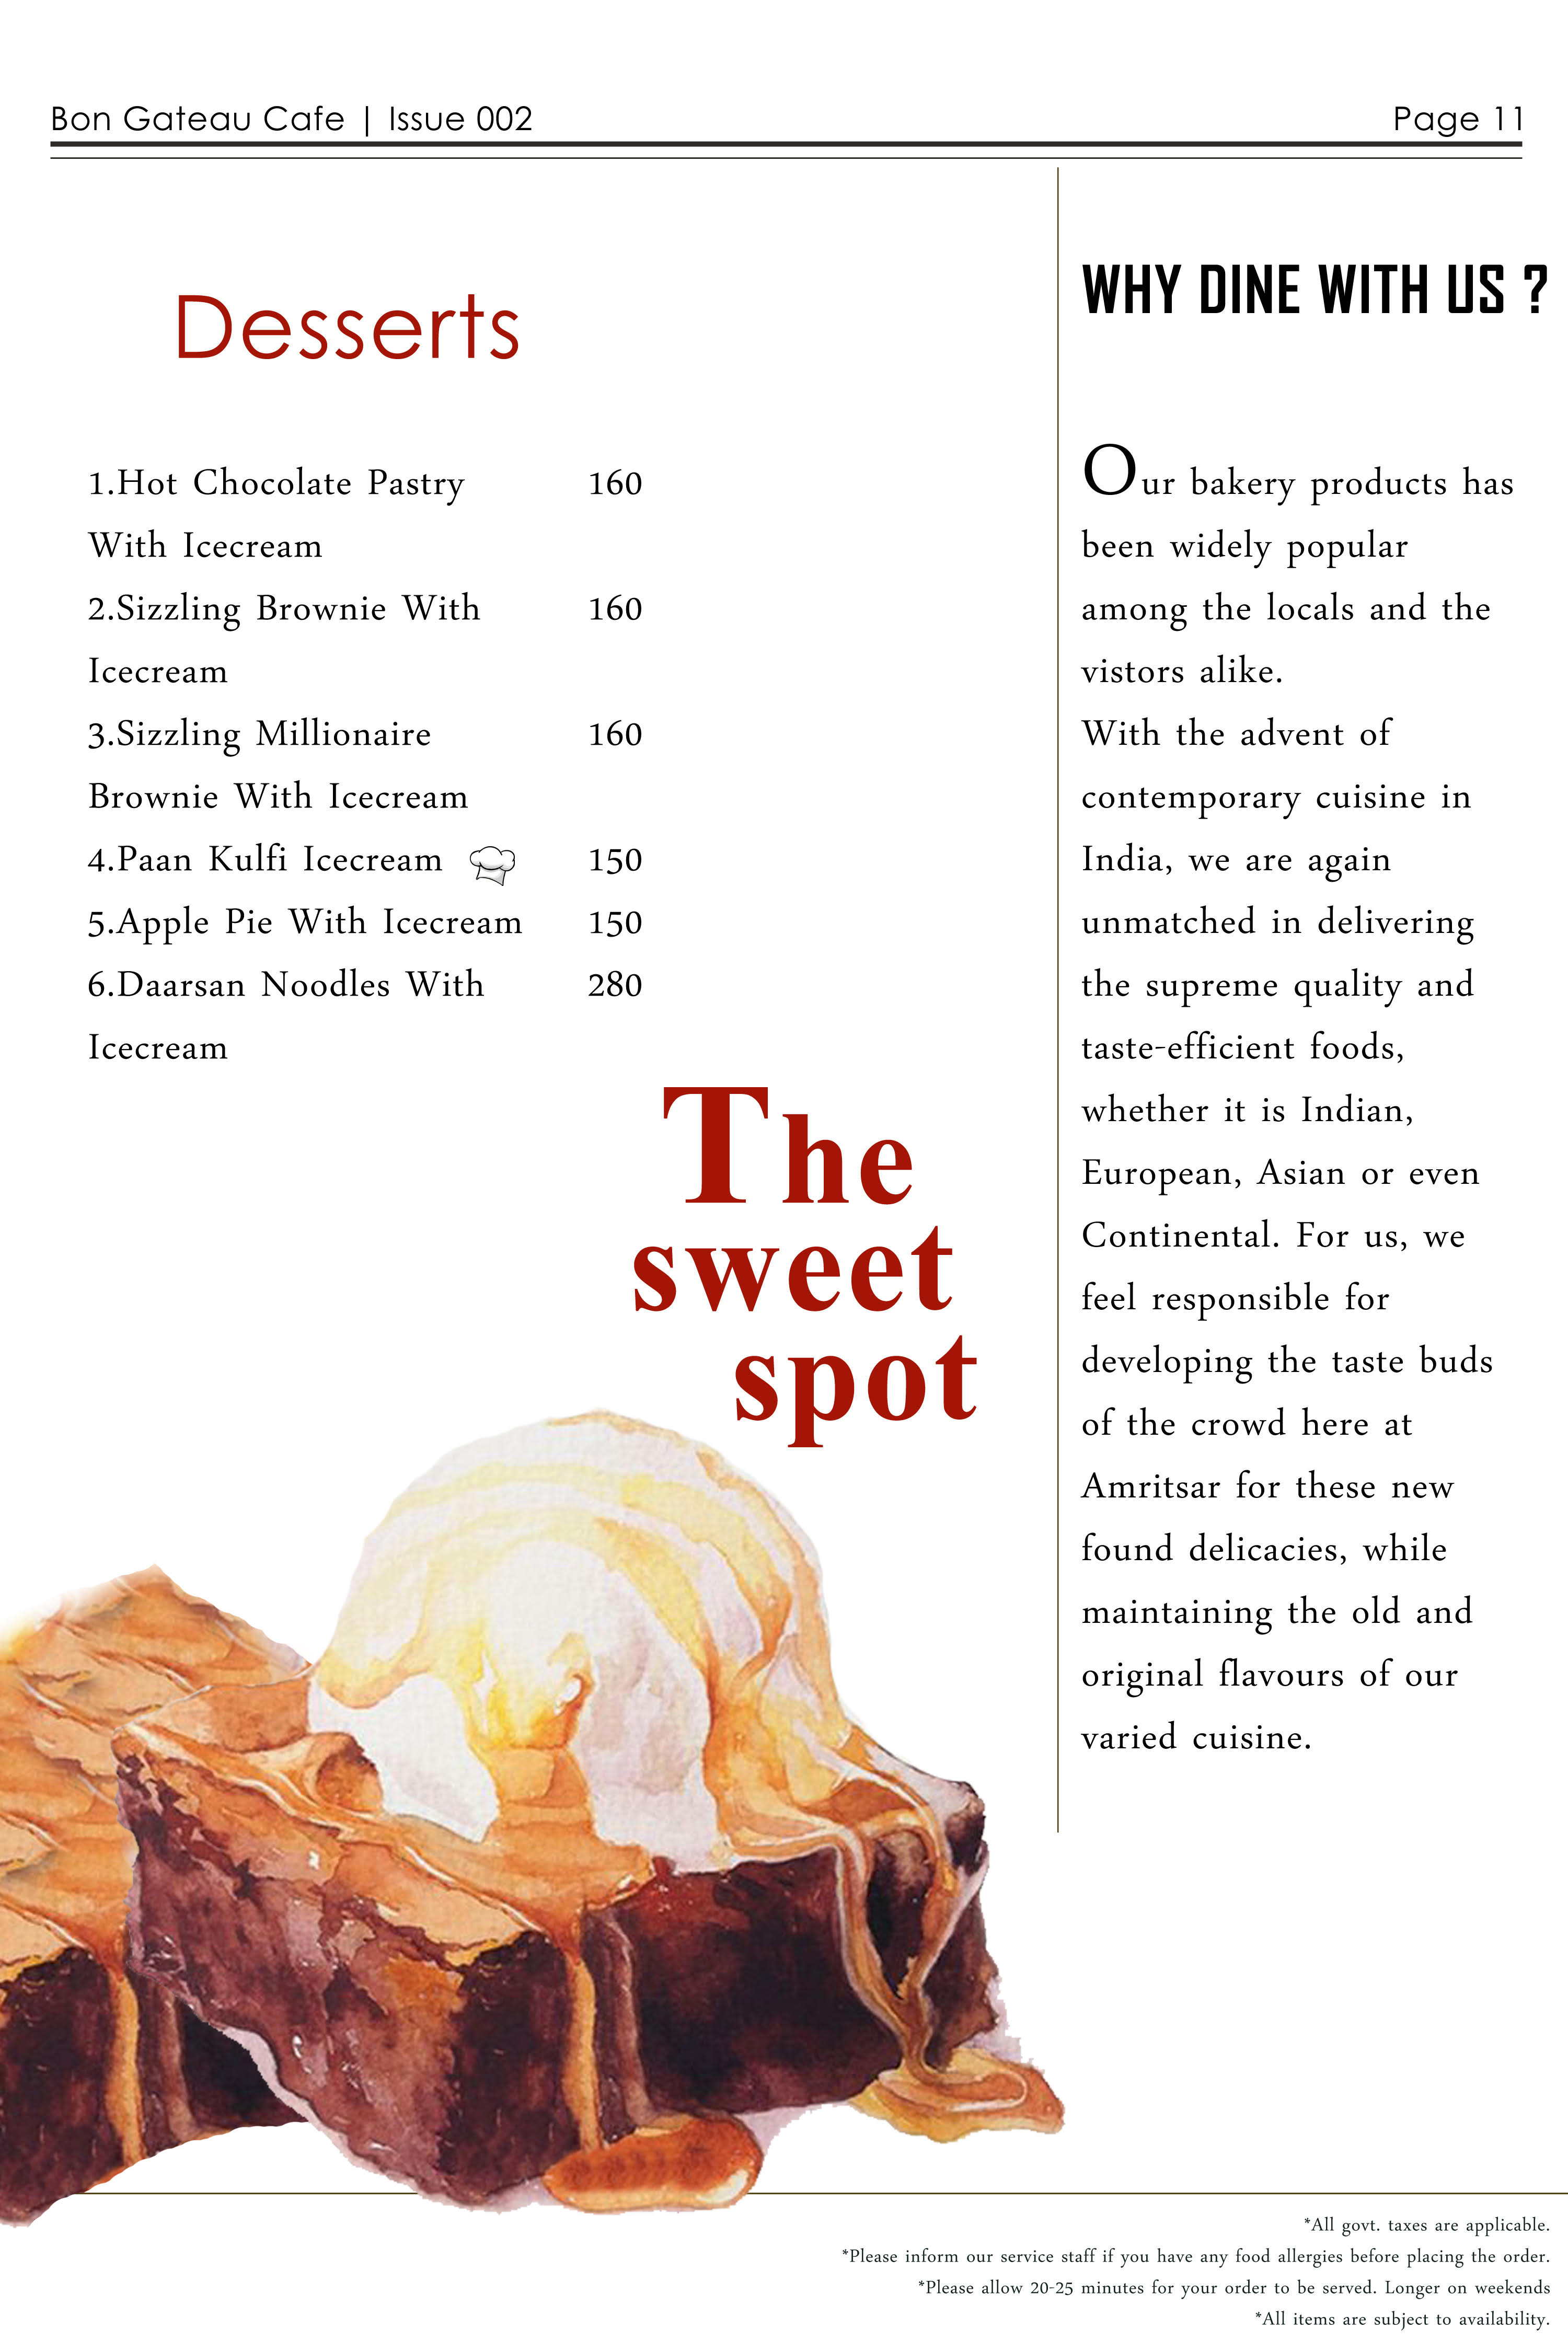 Bon Gateau Cafe | Issue 002
Page 11
Desserts
1.Hot Chocolate Pastry 160
With Icecream
2.Sizzling Brownie With 160
Icecream
3.Sizzling Millionaire 160
Brownie With Icecream
4.Paan Kulfi Icecream 150
5.Apple Pie With Icecream 150
6.Daarsan Noodles With 280
Icecream
The
sweet
spot
WHY DINE WITH US ?
Our bakery products has
been widely popular
among the locals and the
vistors alike.
With the advent of
contemporary cuisine in
India, we are again
unmatched in delivering
the supreme quality and
taste-efficient foods,
whether it is Indian,
European, Asian or even
Continental. For us, we
feel responsible for
developing the taste buds
of the crowd here at
Amritsar for these new
found delicacies, while
maintaining the old and
original flavours of our
varied cuisine.
*All govt. taxes are applicable.
*Please inform our service staff if you have any food allergies before placing the order.
*Please allow 20-25 minutes for your order to be served. Longer on weekends
*All items are subject to availability.